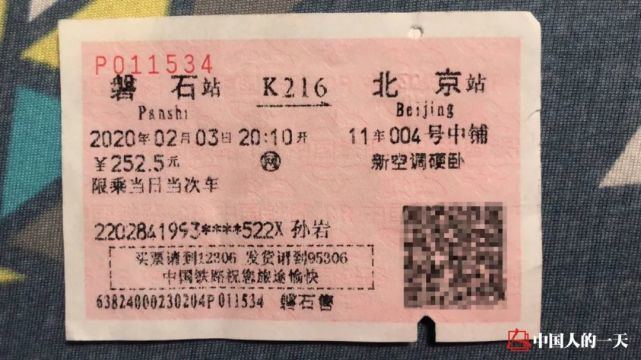 P011534
磐石站 K216 北京站
Panshi Beijing
2020年02月03日20:10开 11车004号中铺
¥252.5元 网 新空调硬卧
限乘当日当次车
2202841993****522X 孙岩
买票请到12306 发货请到95306
中国铁路祝您旅途愉快
63824000230204P011534 磐石售
中国人的一天